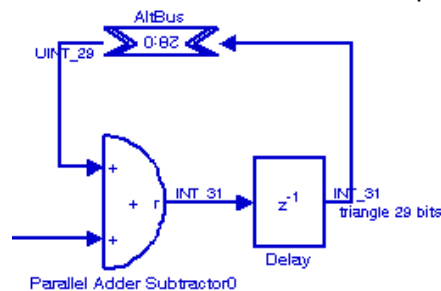 AltBus
28:0
UINT_29
+
+ r
+
INT_31
z-1
INT_31
triangle 29 bits
Delay
Parallel Adder Subtractor0